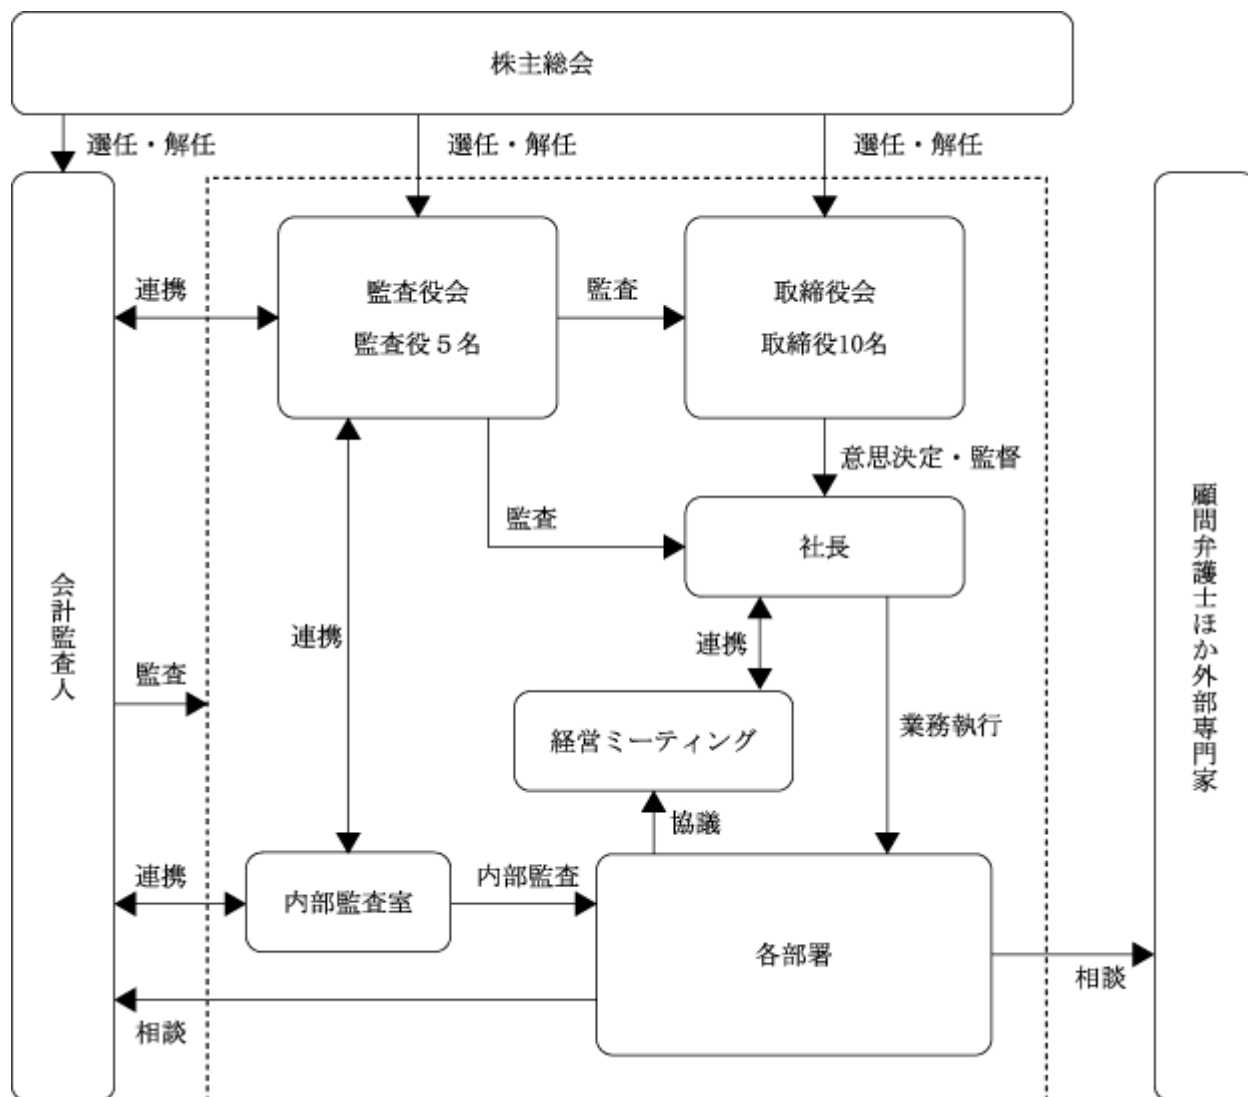 株主総会
選任・解任
選任・解任
選任・解任
監査役会
監査役５名
取締役会
取締役10名
連携
監査
意思決定・監督
監査
社長
会計監査人
連携
連携
監査
経営ミーティング
業務執行
顧問弁護士ほか外部専門家
協議
連携
内部監査室
内部監査
各部署
相談
相談